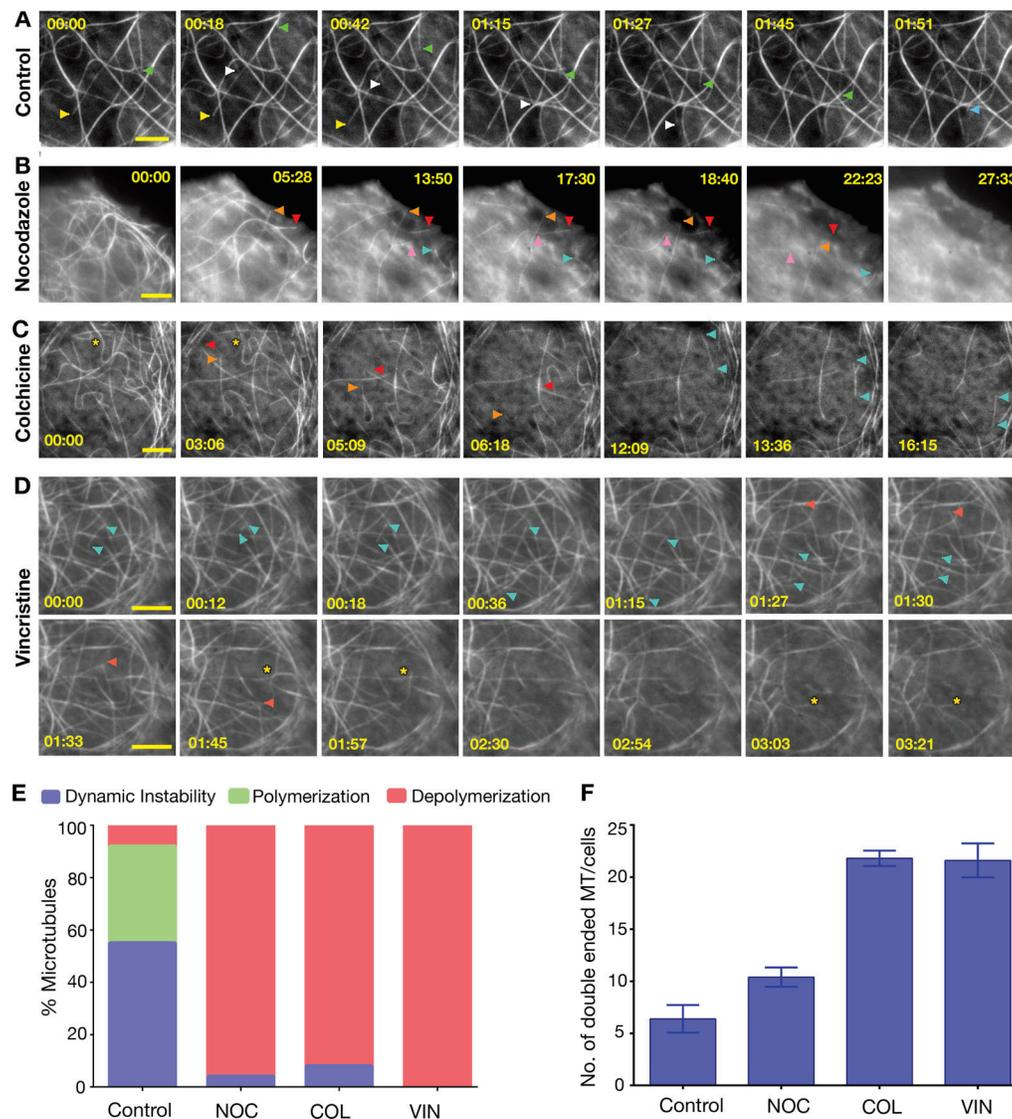 A
Control
00:00 00:18 00:42 01:15 01:27 01:45 01:51
B
Nocodazole
00:00 05:28 13:50 17:30 18:40 22:23 27:33
C
Colchicine
* *
00:00 03:06 05:09 06:18 12:09 13:36 16:15
D
Vincristine
00:00 00:12 00:18 00:36 01:15 01:27 01:30
* * * *
01:33 01:45 01:57 02:30 02:54 03:03 03:21
E
Dynamic Instability Polymerization Depolymerization
% Microtubules
100
80
60
40
20
0
Control NOC COL VIN
F
No. of double ended MT/cells
25
20
15
10
5
0
Control NOC COL VIN